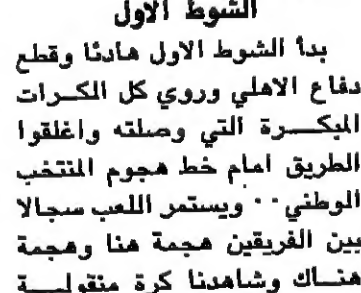 الشوط الاول
بدأ الشوط الاول هادئا وقطع
دفاع الاهلي وروي كل الكرات
المبكرة التي وصلته واغلقوا
الطريق امام خط هجوم المنتخب
الوطني ·· ويستمر اللعب سجالا
بين الفريقين هجمة هنا وهجمة
هناك وشاهدنا كرة منقولة